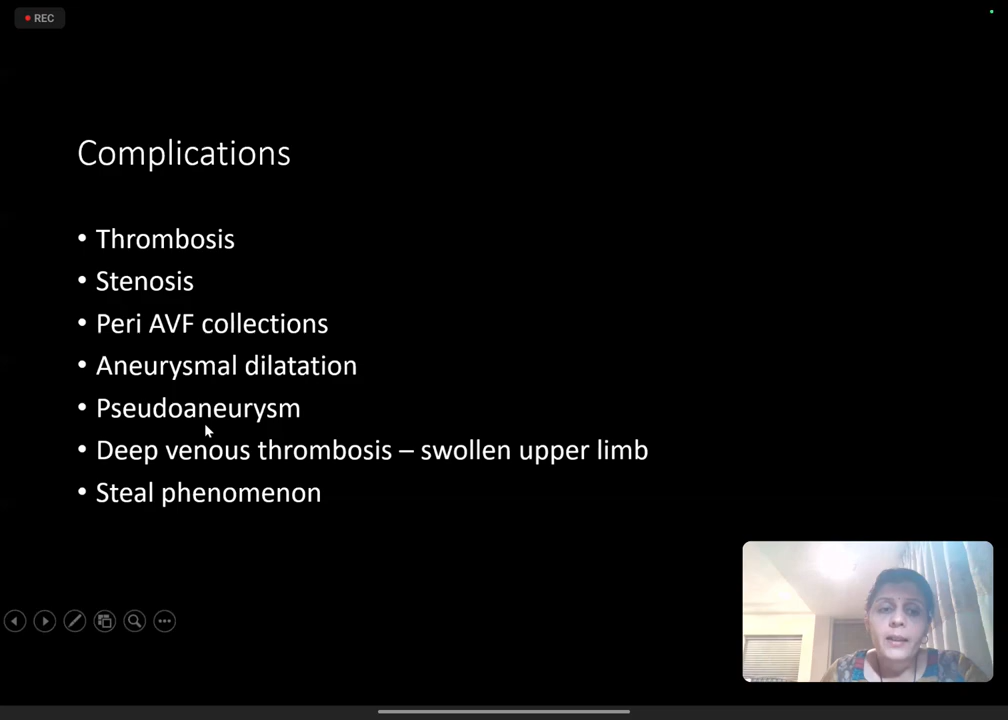 REC
Complications
• Thrombosis
• Stenosis
• Peri AVF collections
• Aneurysmal dilatation
• Pseudoaneurysm
• Deep venous thrombosis – swollen upper limb
• Steal phenomenon